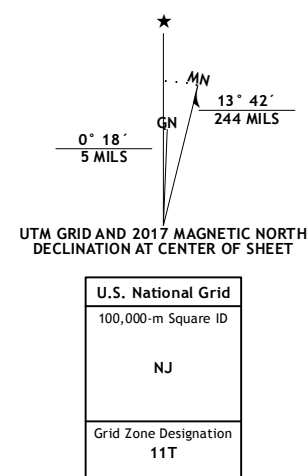 ★
MN
GN
13° 42´
244 MILS
0° 18´
5 MILS
UTM GRID AND 2017 MAGNETIC NORTH
DECLINATION AT CENTER OF SHEET
U.S. National Grid
100,000-m Square ID
NJ
Grid Zone Designation
11T